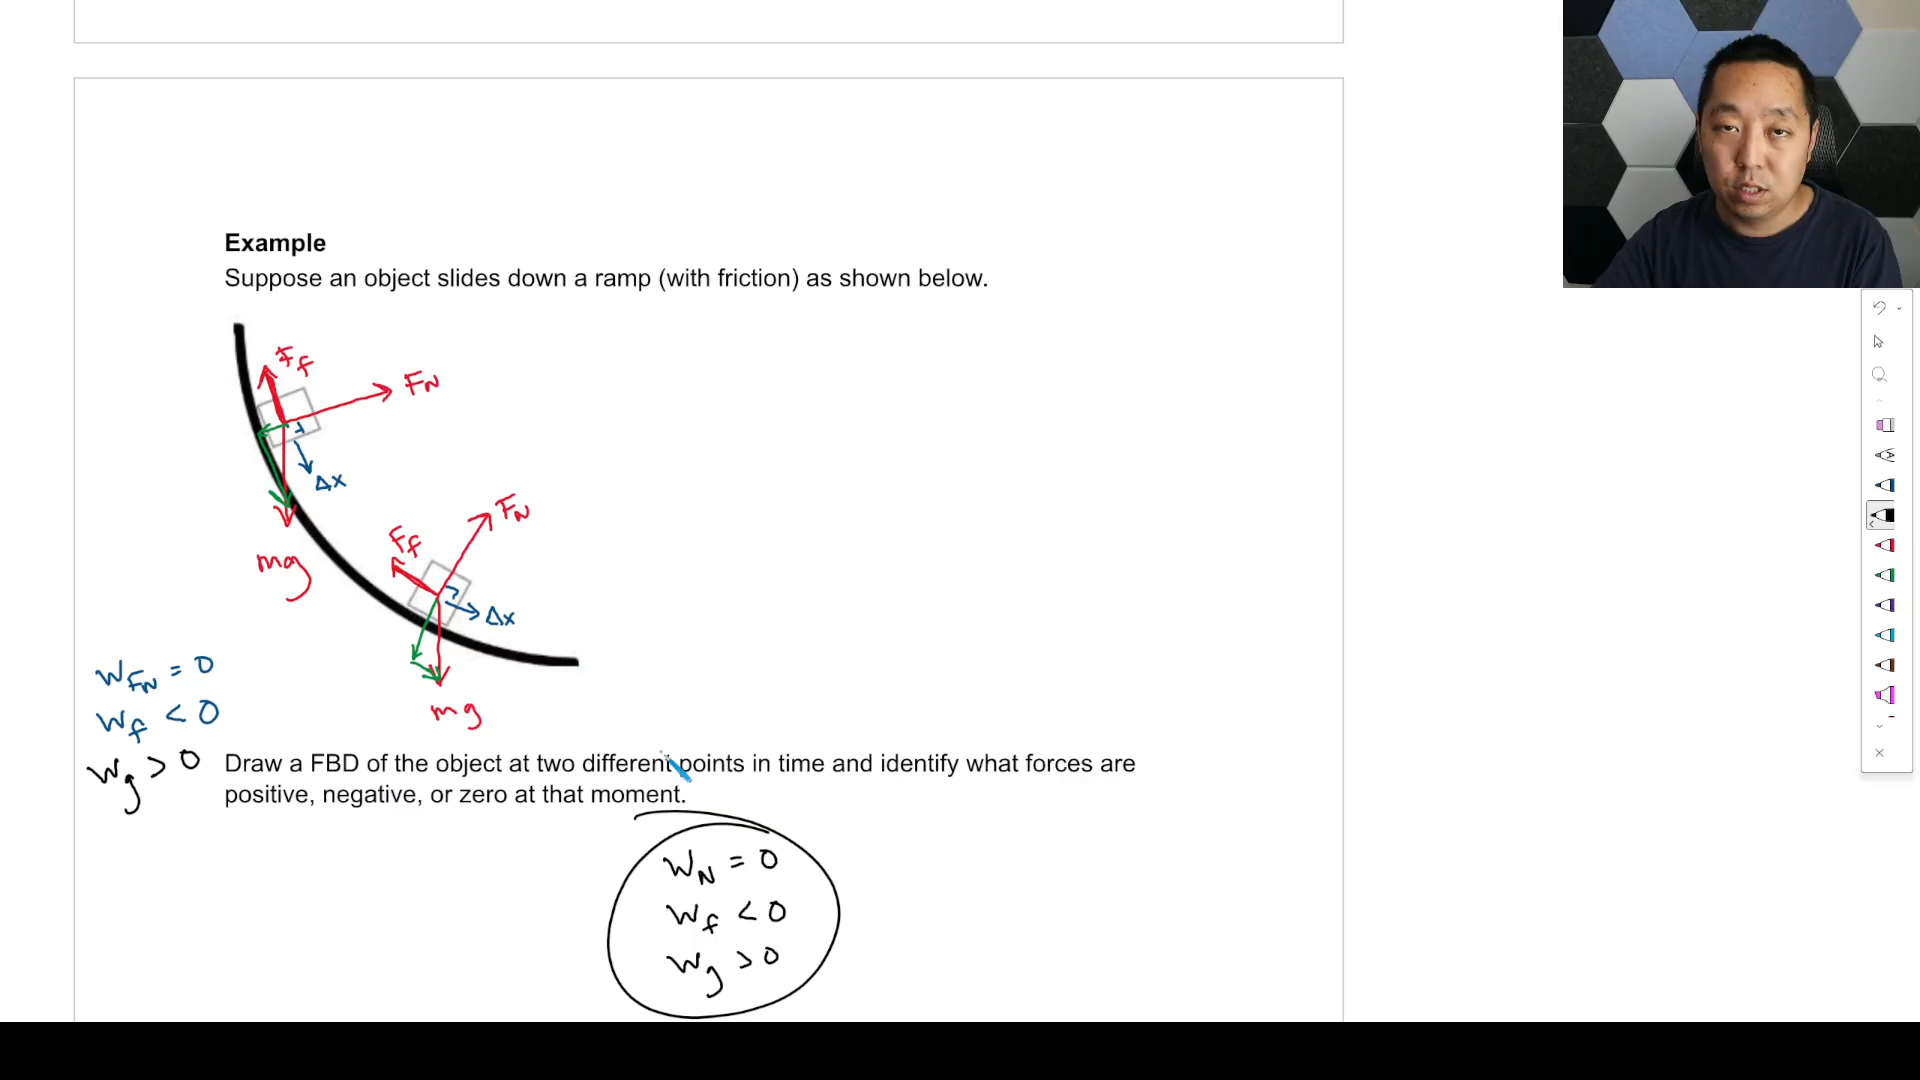 Example
Suppose an object slides down a ramp (with friction) as shown below.
Ff
FN
Δx
mg
FN
Ff
Δx
mg
WFN = 0
Wf < 0
Wg > 0
Draw a FBD of the object at two different points in time and identify what forces are
positive, negative, or zero at that moment.
WN = 0
Wf < 0
Wg > 0